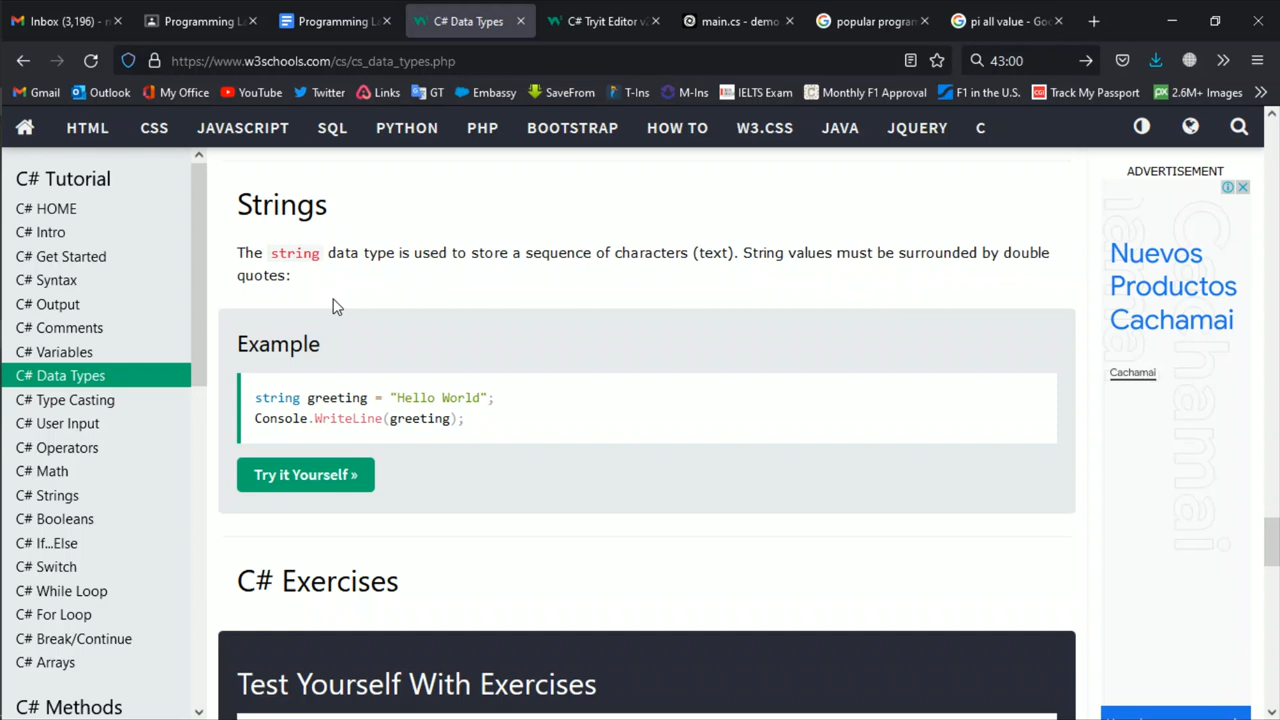 Inbox (3,196) - n
Programming La
Programming La
C# Data Types
C# Tryit Editor v
main.cs - demo
popular progran
pi all value - Goo
https://www.w3schools.com/cs/cs_data_types.php
43:00
Gmail
Outlook
My Office
YouTube
Twitter
Links
GT
Embassy
SaveFrom
T-Ins
M-Ins
IELTS Exam
Monthly F1 Approval
F1 in the U.S.
Track My Passport
2.6M+ Images
HTML
CSS
JAVASCRIPT
SQL
PYTHON
PHP
BOOTSTRAP
HOW TO
W3.CSS
JAVA
JQUERY
C
C# Tutorial
C# HOME
C# Intro
C# Get Started
C# Syntax
C# Output
C# Comments
C# Variables
C# Data Types
C# Type Casting
C# User Input
C# Operators
C# Math
C# Strings
C# Booleans
C# If...Else
C# Switch
C# While Loop
C# For Loop
C# Break/Continue
C# Arrays
C# Methods
Strings
The string data type is used to store a sequence of characters (text). String values must be surrounded by double
quotes:
Example
string greeting = "Hello World";
Console.WriteLine(greeting);
Try it Yourself »
C# Exercises
Test Yourself With Exercises
ADVERTISEMENT
Nuevos
Productos
Cachamai
Cachamai
Cachamai